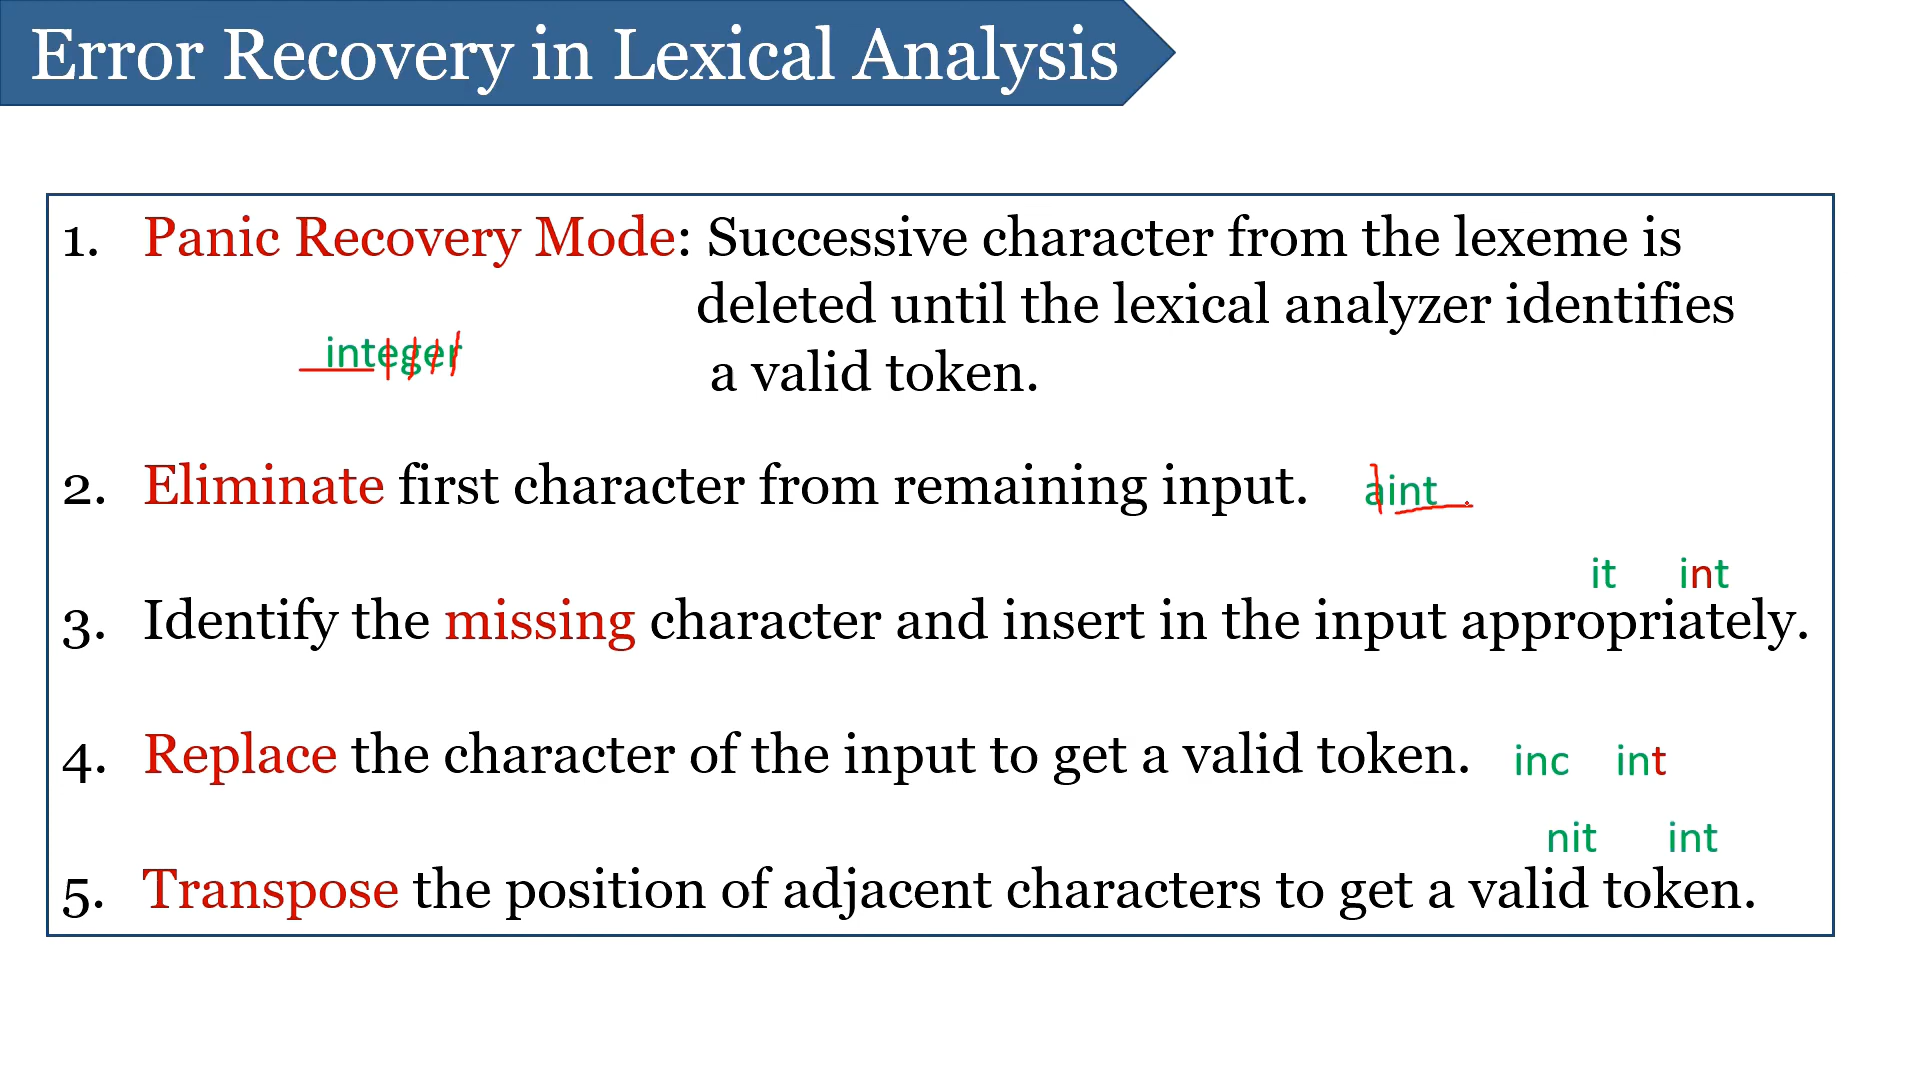 Error Recovery in Lexical Analysis
1. Panic Recovery Mode: Successive character from the lexeme is
deleted until the lexical analyzer identifies
integer
a valid token.
2. Eliminate first character from remaining input. aint
it int
3. Identify the missing character and insert in the input appropriately.
4. Replace the character of the input to get a valid token. inc int
nit int
5. Transpose the position of adjacent characters to get a valid token.